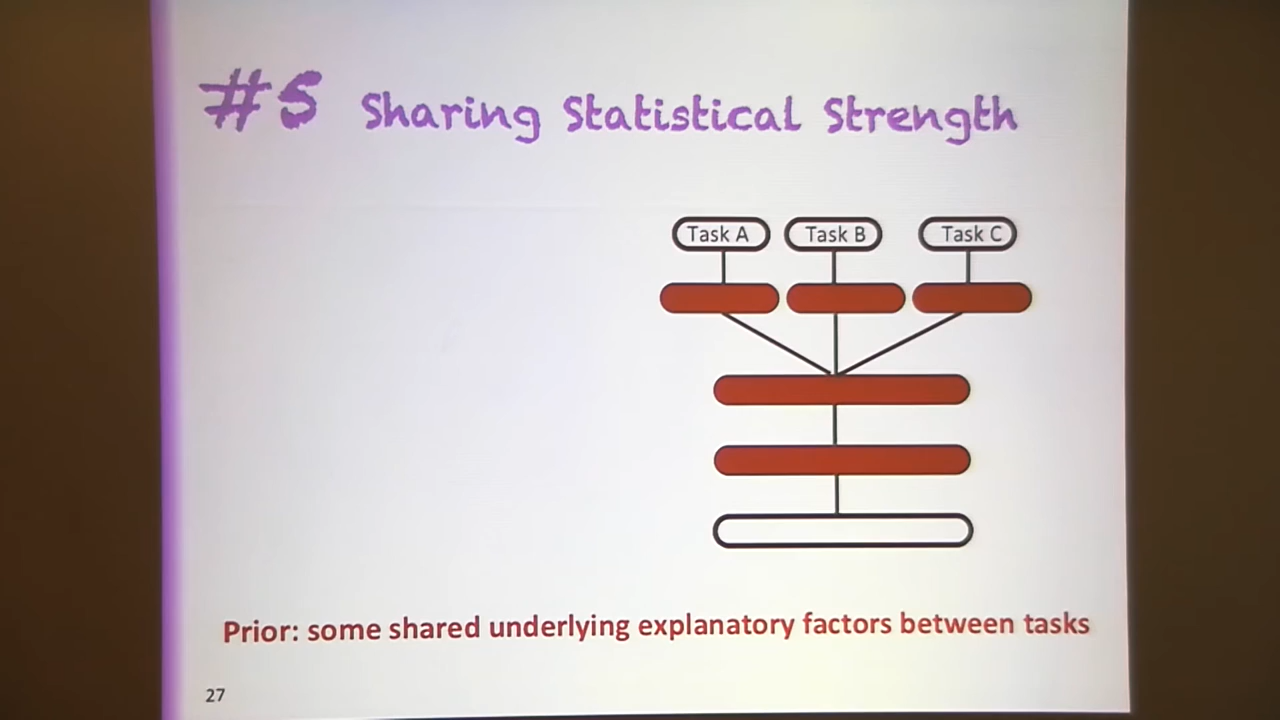 #5 Sharing Statistical Strength
Task A Task B Task C
Prior: some shared underlying explanatory factors between tasks
27